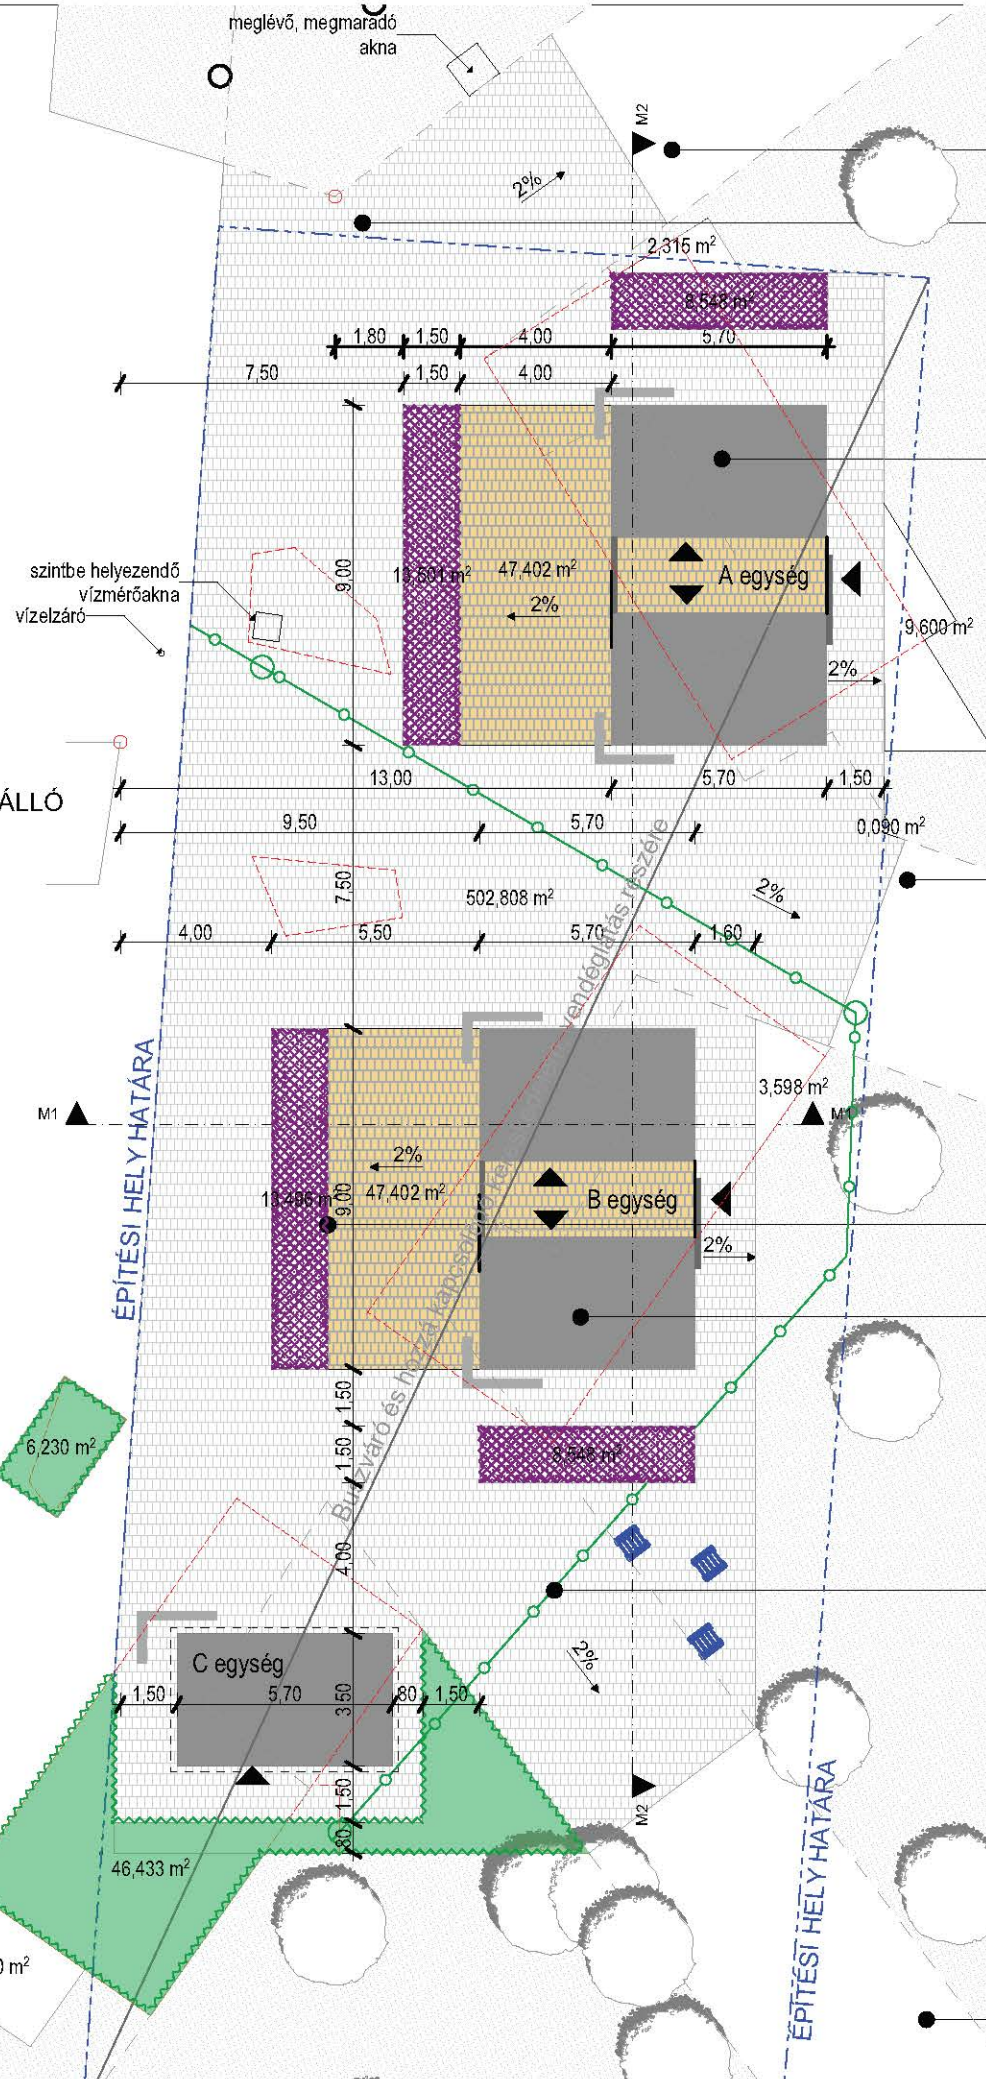 meglévő, megmaradó
akna
M2
2%
2,315 m²
8,548 m²
1,80 1,50 4,00 5,70
7,50 1,50 4,00
szintbe helyezendő
vízmérőakna
vízelzáró
9,00
47,402 m²
2%
A egység
9,600 m²
2%
ÁLLÓ
13,00 5,70 1,50
9,50 5,70
0,090 m²
7,50
502,808 m²
2%
4,00 5,50 5,70 1,60
ÉPÍTÉSI HELY HATÁRA
M1
3,598 m²
M1
2%
47,402 m²
13,486 m²
9,00
B egység
2%
1,50
1,50
6,230 m²
8,548 m²
4,00
C egység
2%
1,50 5,70 80 1,50
3,50
1,50
80
M2
46,433 m²
ÉPÍTÉSI HELY HATÁRA
0 m²